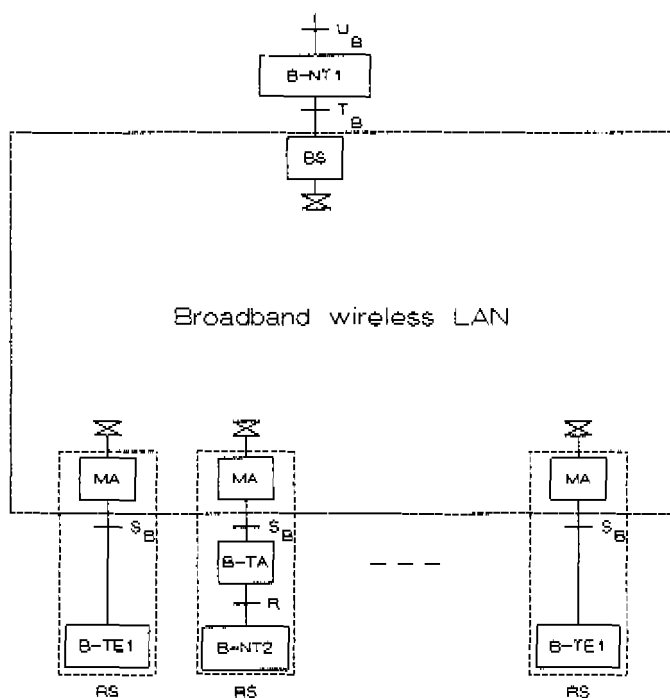 U_B
B-NT1
T_B
BS
Broadband wireless LAN
MA MA MA
S_B S_B S_B
B-TA
R
B-TE1 B-NT2 B-TE1
RS RS RS